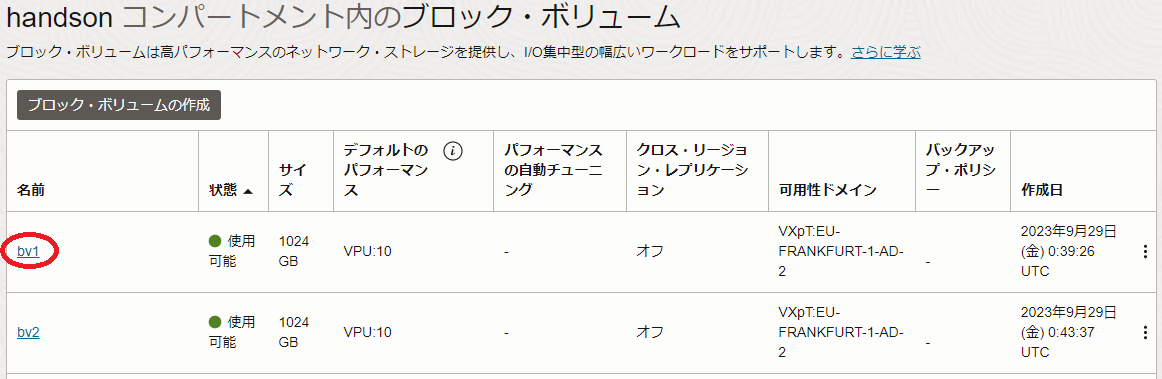 handson コンパートメント内のブロック・ボリューム
ブロック・ボリュームは高パフォーマンスのネットワーク・ストレージを提供し、I/O集中型の幅広いワークロードをサポートします。さらに学ぶ
ブロック・ボリュームの作成
名前
状態
サイ
ズ
デフォルトの
パフォーマン
ス
パフォーマンス
の自動チューニ
ング
クロス・リージョ
ン・レプリケーシ
ョン
可用性ドメイン
バックアッ
プ・ポリシ
ー
作成日
bv1
使用
可能
1024
GB
VPU:10
-
オフ
VXpT:EU-
FRANKFURT-1-AD-
2
-
2023年9月29日
(金) 0:39:26
UTC
bv2
使用
可能
1024
GB
VPU:10
-
オフ
VXpT:EU-
FRANKFURT-1-AD-
2
-
2023年9月29日
(金) 0:43:37
UTC